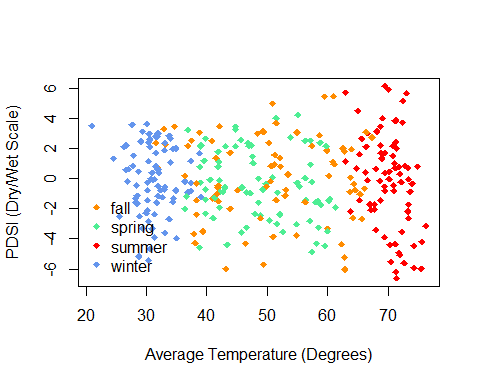 6
4
2
0
-2
-4
-6
PDSI (Dry/Wet Scale)
fall
spring
summer
winter
20 30 40 50 60 70
Average Temperature (Degrees)